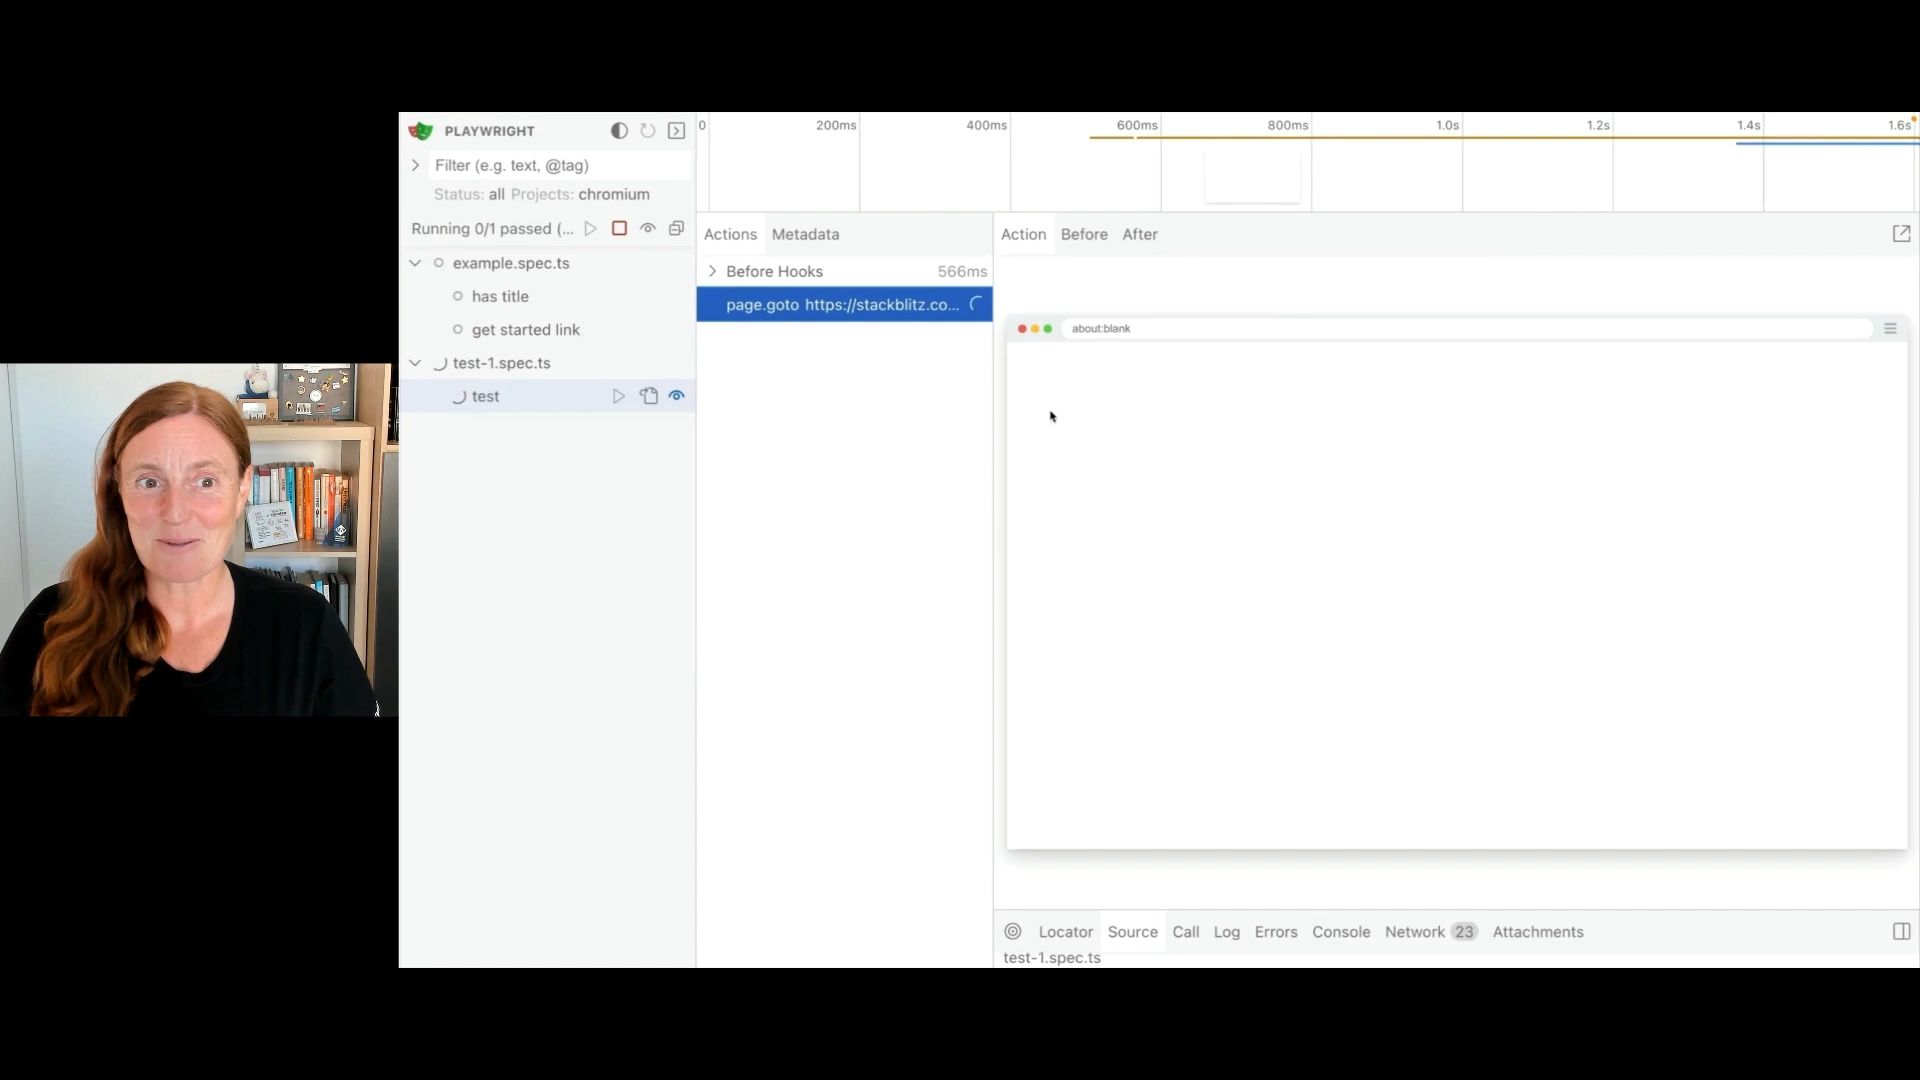 PLAYWRIGHT
Filter (e.g. text, @tag)
Status: all Projects: chromium
Running 0/1 passed (...
example.spec.ts
has title
get started link
test-1.spec.ts
test
0 200ms 400ms 600ms 800ms 1.0s 1.2s 1.4s 1.6s
Actions Metadata
Before Hooks 566ms
page.goto https://stackblitz.co...
Action Before After
about:blank
Locator Source Call Log Errors Console Network 23 Attachments
test-1.spec.ts